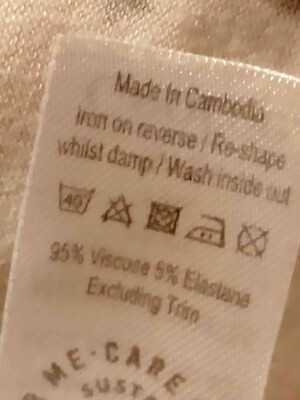 Made In Cambodia
Iron on reverse / Re-shape
whilst damp / Wash inside out
40
95% Viscose 5% Elastane
Excluding Trim
ME • CARE
SUST